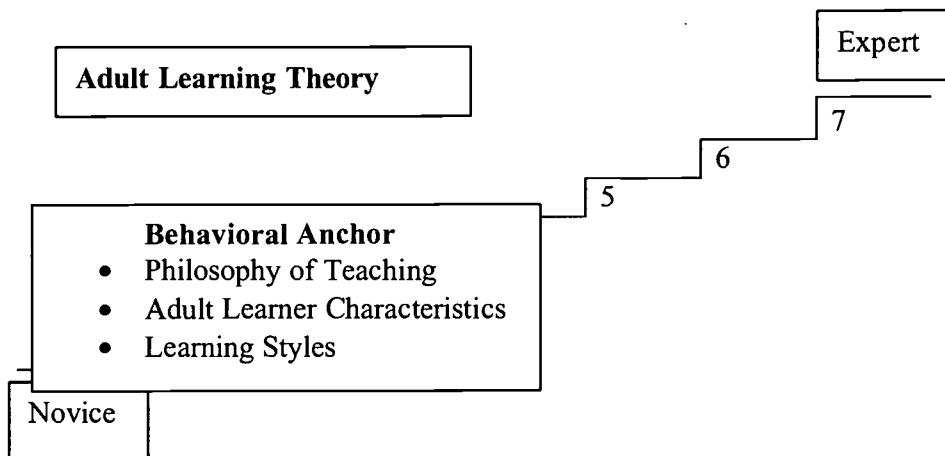 Expert
Adult Learning Theory
7
6
5
Behavioral Anchor
• Philosophy of Teaching
• Adult Learner Characteristics
• Learning Styles
Novice